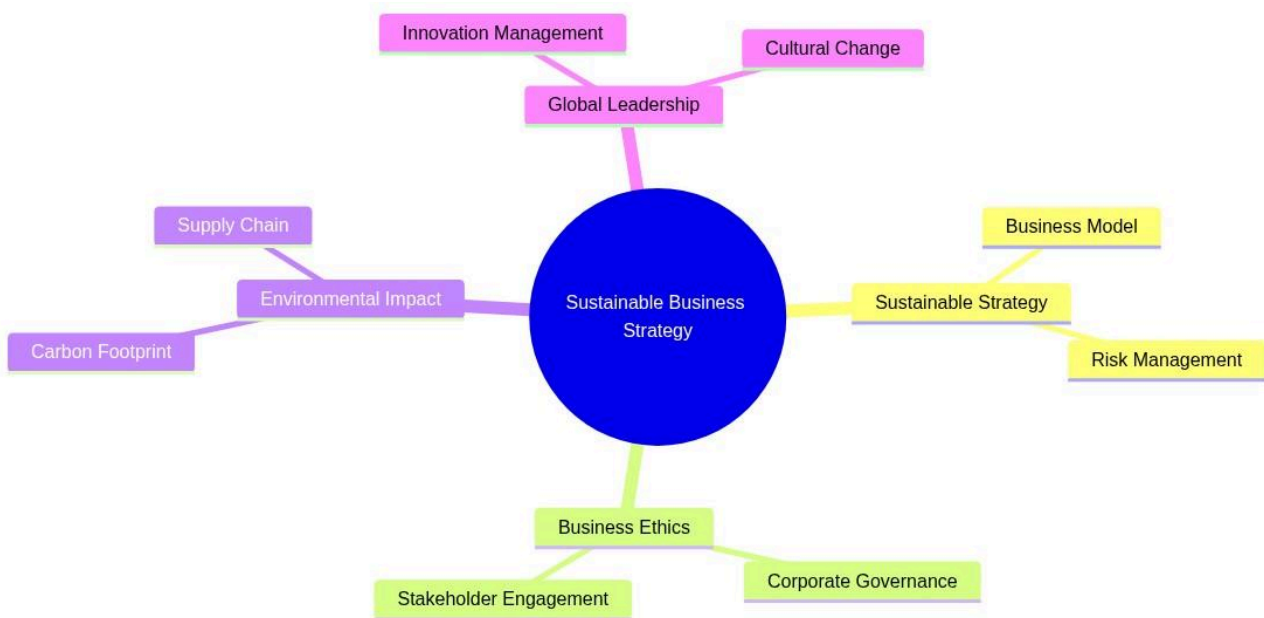 Innovation Management
Cultural Change
Global Leadership
Supply Chain
Business Model
Environmental Impact
Sustainable Business
Strategy
Sustainable Strategy
Carbon Footprint
Risk Management
Business Ethics
Stakeholder Engagement
Corporate Governance